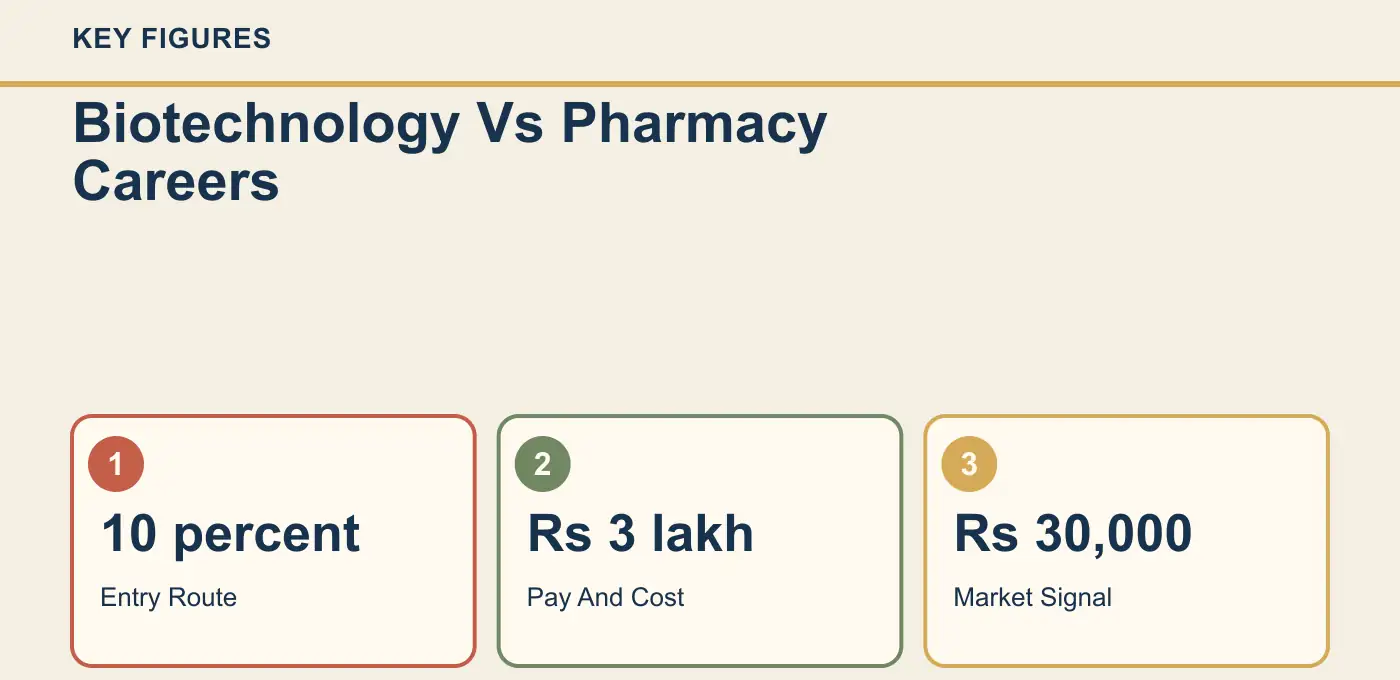 KEY FIGURES
Biotechnology Vs Pharmacy
Careers
1
10 percent
Entry Route
2
Rs 3 lakh
Pay And Cost
3
Rs 30,000
Market Signal